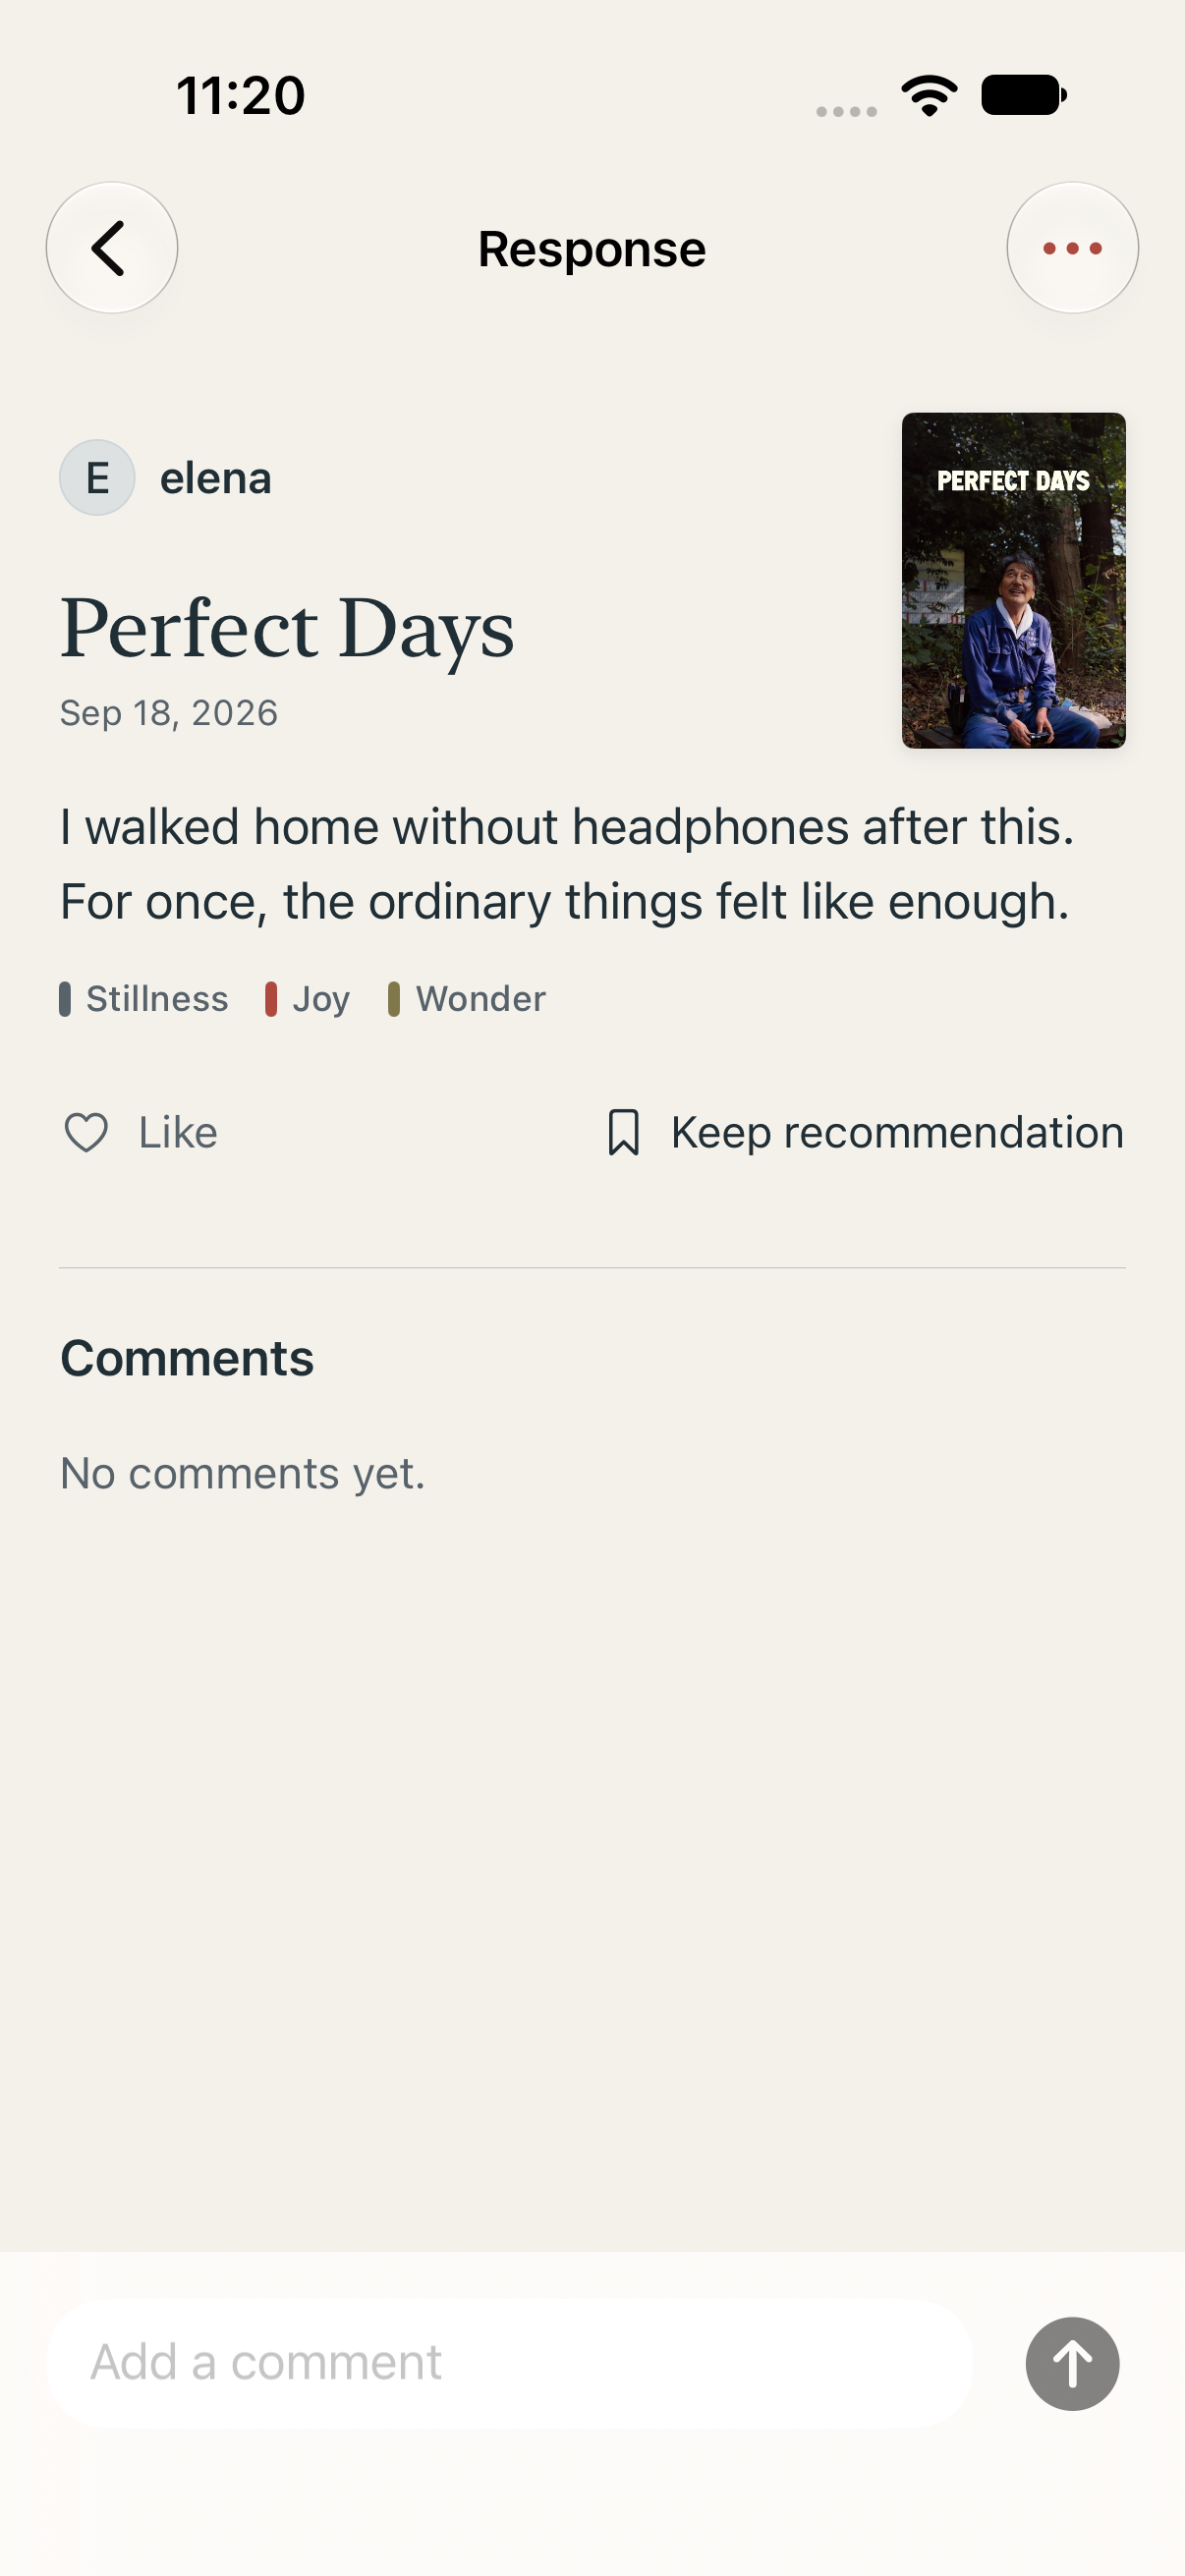 11:20
Response
E elena
PERFECT DAYS
Perfect Days
Sep 18, 2026
I walked home without headphones after this.
For once, the ordinary things felt like enough.
Stillness Joy Wonder
Like Keep recommendation
Comments
No comments yet.
Add a comment